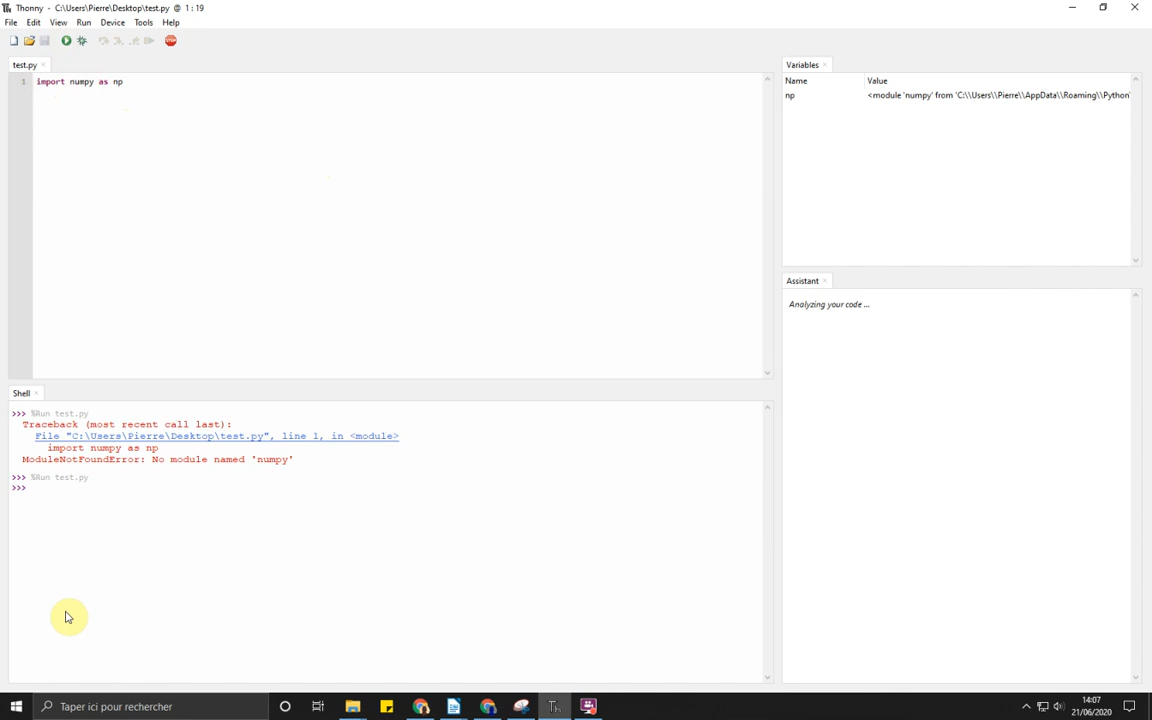 Thonny - C:\Users\Pierre\Desktop\test.py @ 1:19
File Edit View Run Device Tools Help
STOP
test.py ×
1 import numpy as np
Variables ×
Name Value
np <module 'numpy' from 'C:\\Users\\Pierre\\AppData\\Roaming\\Python'
Assistant ×
Analyzing your code ...
Shell ×
>>> %Run test.py
Traceback (most recent call last):
File "C:\Users\Pierre\Desktop\test.py", line 1, in <module>
import numpy as np
ModuleNotFoundError: No module named 'numpy'
>>> %Run test.py
>>>
Taper ici pour rechercher
Th
14:07
21/06/2020